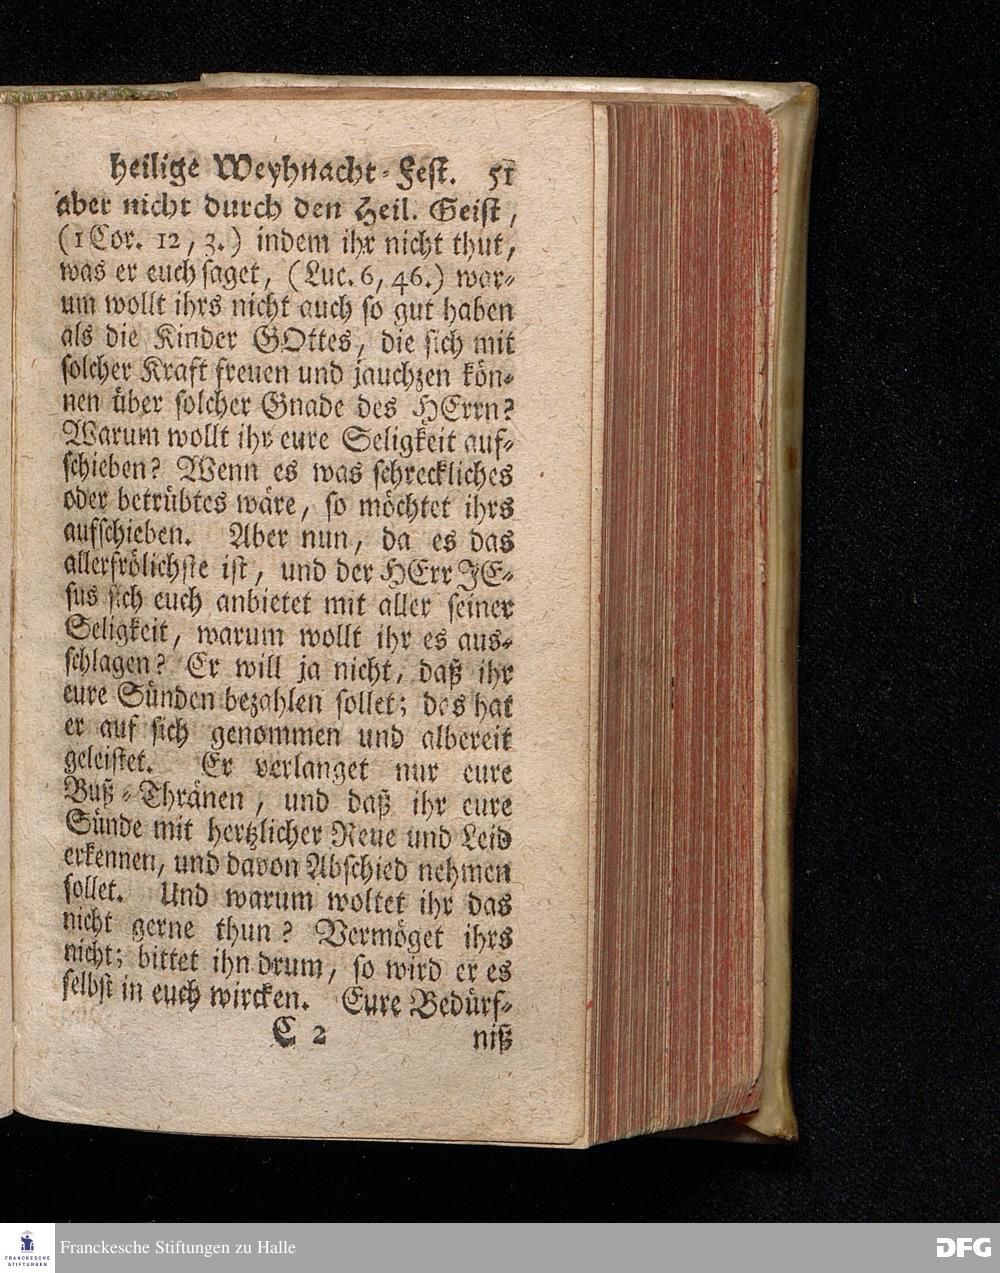 heilige Weyhnacht-Fest. 51
aber nicht durch den Heil. Geist,
(1 Cor. 12, 3.) indem ihr nicht thut,
was er euch saget, (Luc. 6, 46.) war-
um wollt ihrs nicht auch so gut haben
als die Kinder GOttes, die sich mit
solcher Kraft freuen und jauchzen kön-
nen über solcher Gnade des HErrn?
Warum wollt ihr eure Seligkeit auf-
schieben? Wenn es was schreckliches
oder betrübtes wäre, so möchtet ihrs
aufschieben. Aber nun, da es das
allerfrölichste ist, und der HErr JE-
sus sich euch anbietet mit aller seiner
Seligkeit, warum wollt ihr es aus-
schlagen? Er will ja nicht, daß ihr
eure Sünden bezahlen sollet; das hat
er auf sich genommen und albereit
geleistet. Er verlanget nur eure
Buß-Thränen, und daß ihr eure
Sünde mit hertzlicher Reue und Leid
erkennen, und davon Abschied nehmen
sollet. Und warum woltet ihr das
nicht gerne thun? Vermöget ihrs
nicht; bittet ihn drum, so wird er es
selbst in euch wircken. Eure Bedürf-
C 2 niß
FRANCKESCHE
STIFTUNGEN
Franckesche Stiftungen zu Halle
DFG